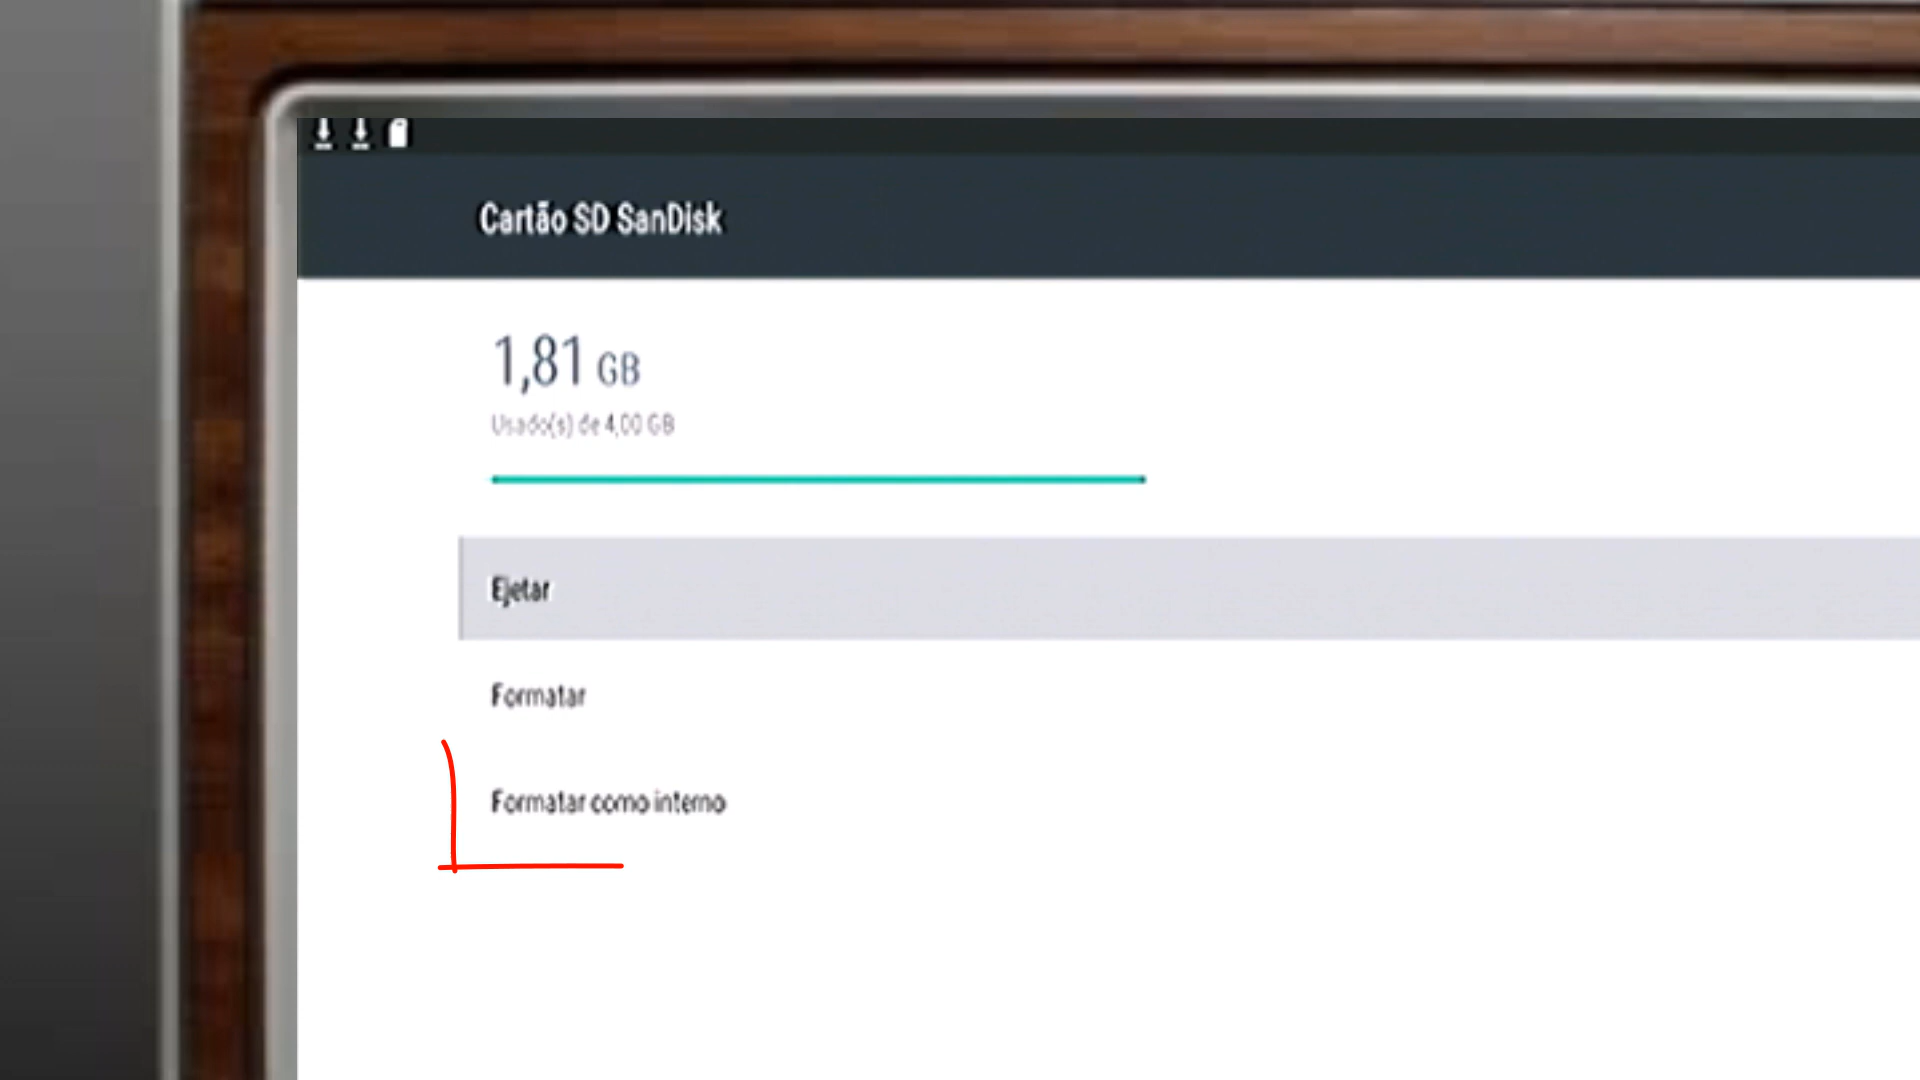 Cartão SD SanDisk
1,81 GB
Usado(s) de 4,00 GB
Ejetar
Formatar
Formatar como interno